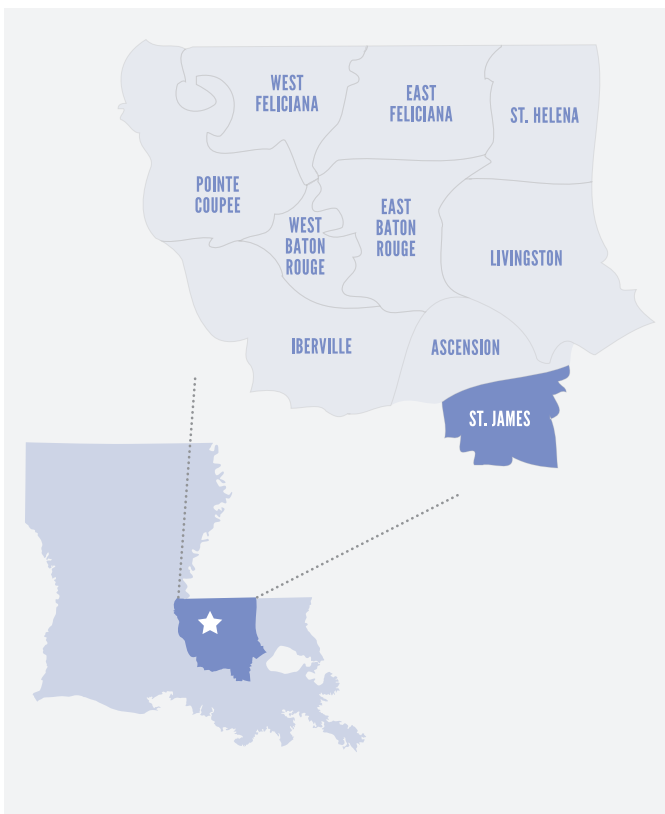 WEST
FELICIANA
EAST
FELICIANA
ST. HELENA
POINTE
COUPEE
WEST
BATON
ROUGE
EAST
BATON
ROUGE
LIVINGSTON
IBERVILLE
ASCENSION
ST. JAMES